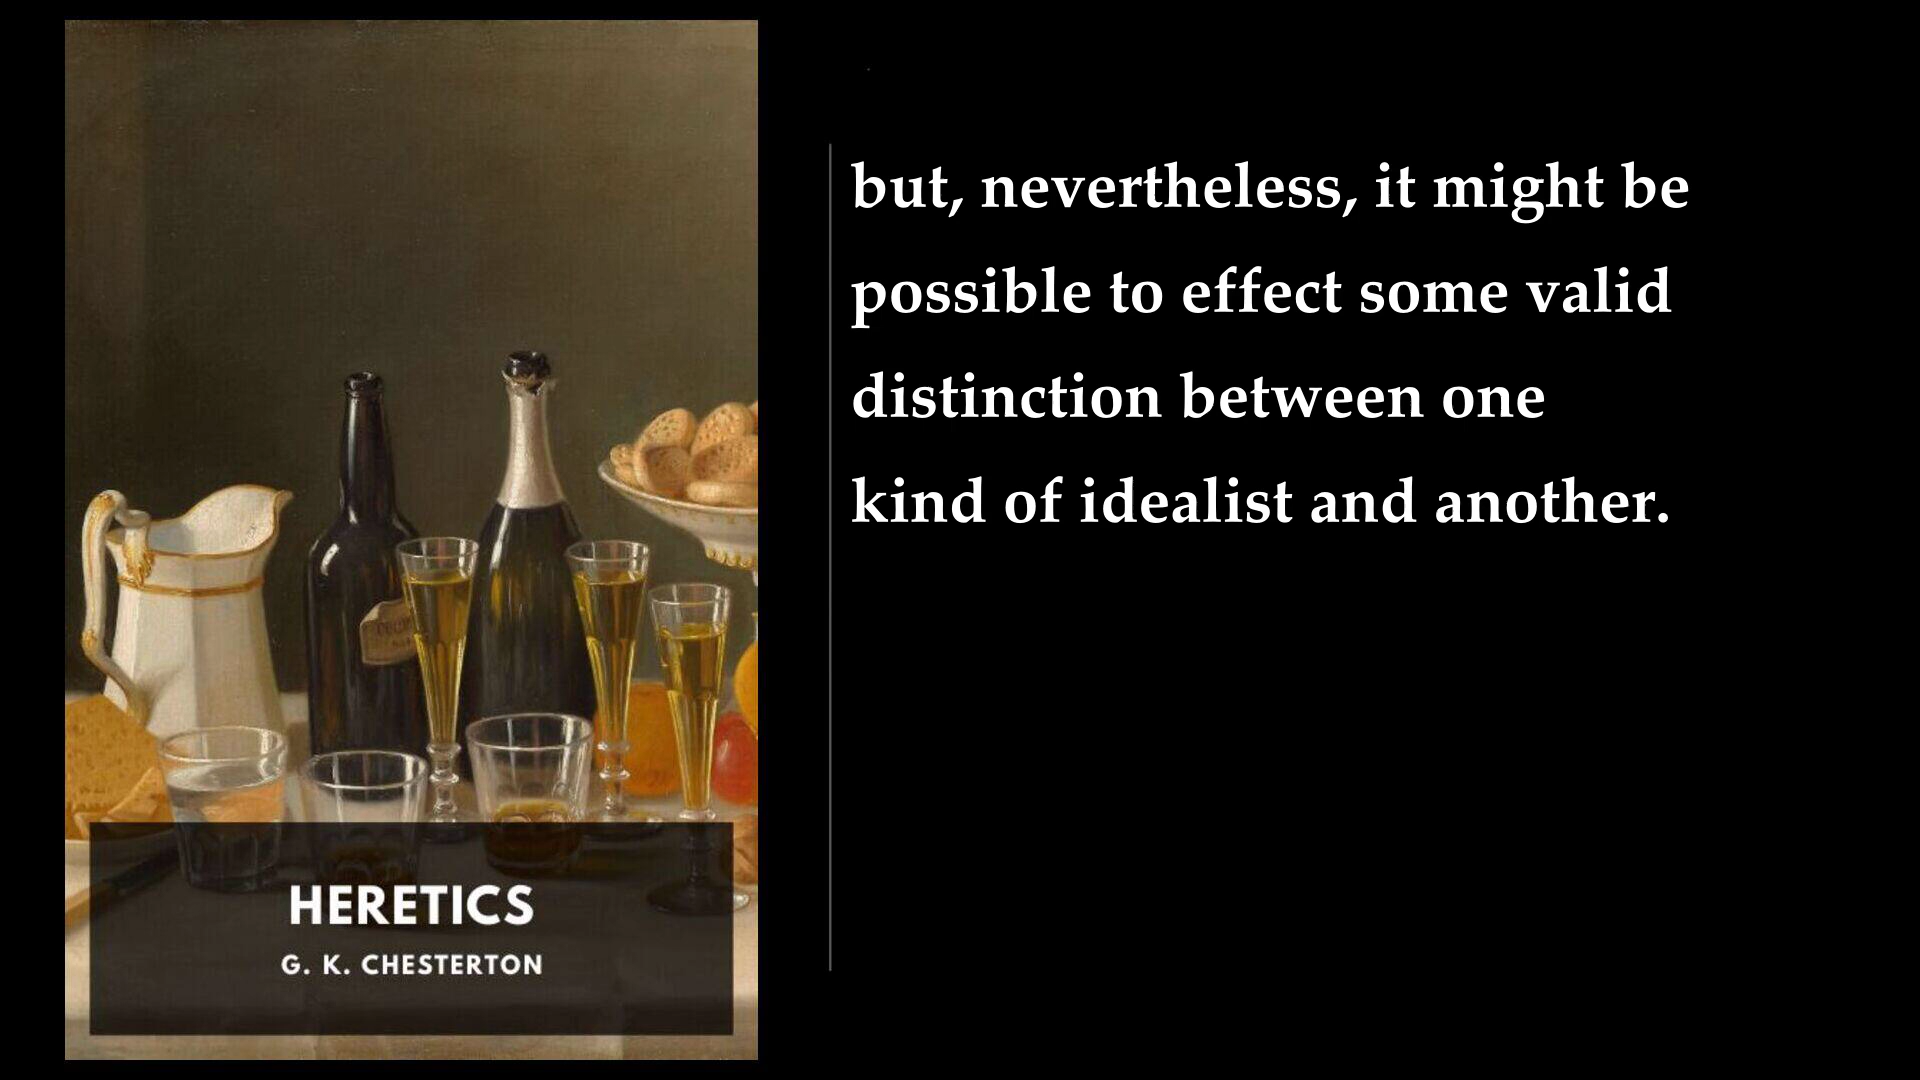 but, nevertheless, it might be
possible to effect some valid
distinction between one
kind of idealist and another.
HERETICS
G. K. CHESTERTON